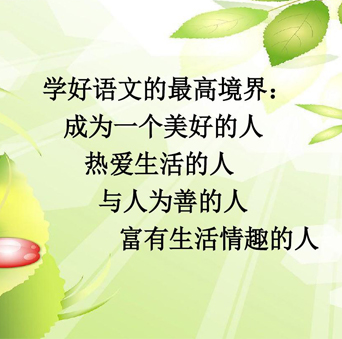 学好语文的最高境界：
成为一个美好的人
热爱生活的人
与人为善的人
富有生活情趣的人